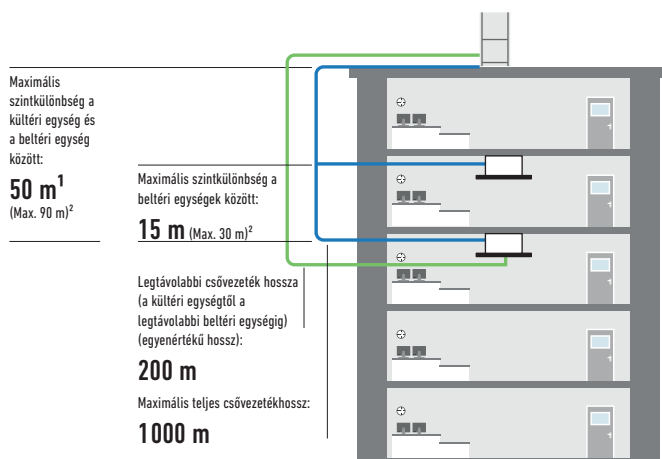 Maximális
szintkülönbség a
kültéri egység és
a beltéri egység
között:
50 m¹
(Max. 90 m)²
Maximális szintkülönbség a
beltéri egységek között:
15 m (Max. 30 m)²
Legtávolabbi csővezeték hossza
(a kültéri egységtől a
legtávolabbi beltéri egységig)
(egyenértékű hossz):
200 m
Maximális teljes csővezetékhossz:
1000 m